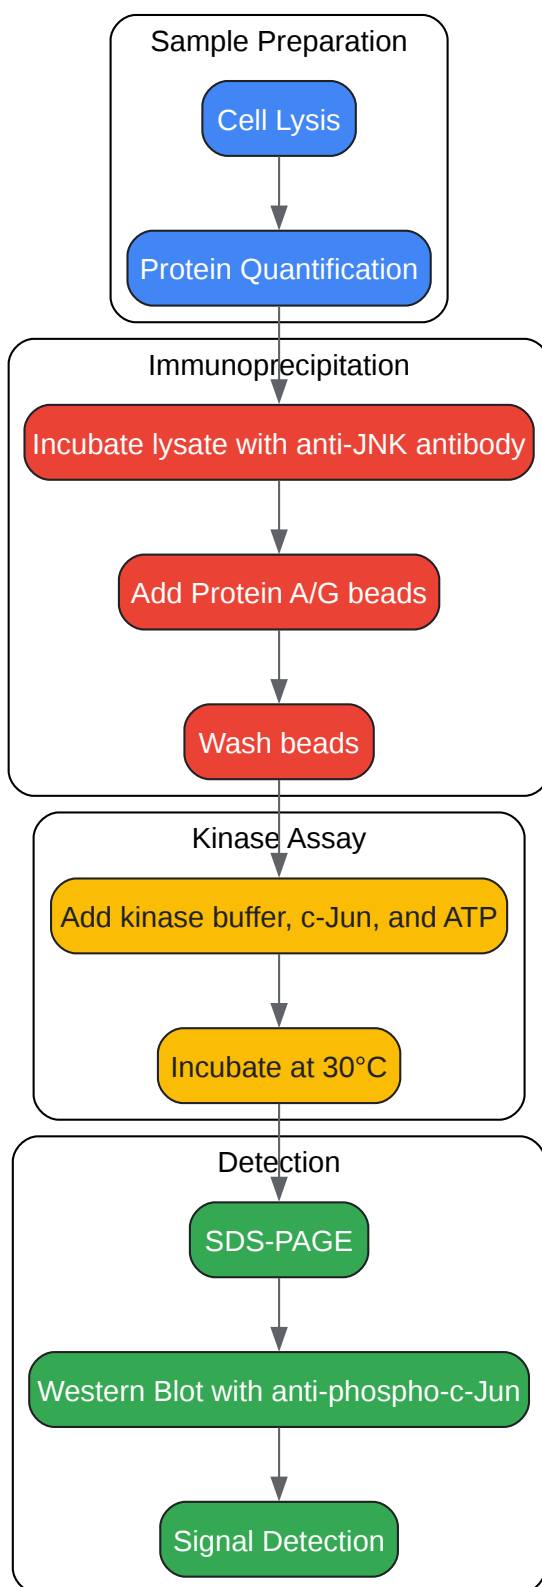 Sample Preparation
Cell Lysis
Protein Quantification
Immunoprecipitation
Incubate lysate with anti-JNK antibody
Add Protein A/G beads
Wash beads
Kinase Assay
Add kinase buffer, c-Jun, and ATP
Incubate at 30°C
Detection
SDS-PAGE
Western Blot with anti-phospho-c-Jun
Signal Detection